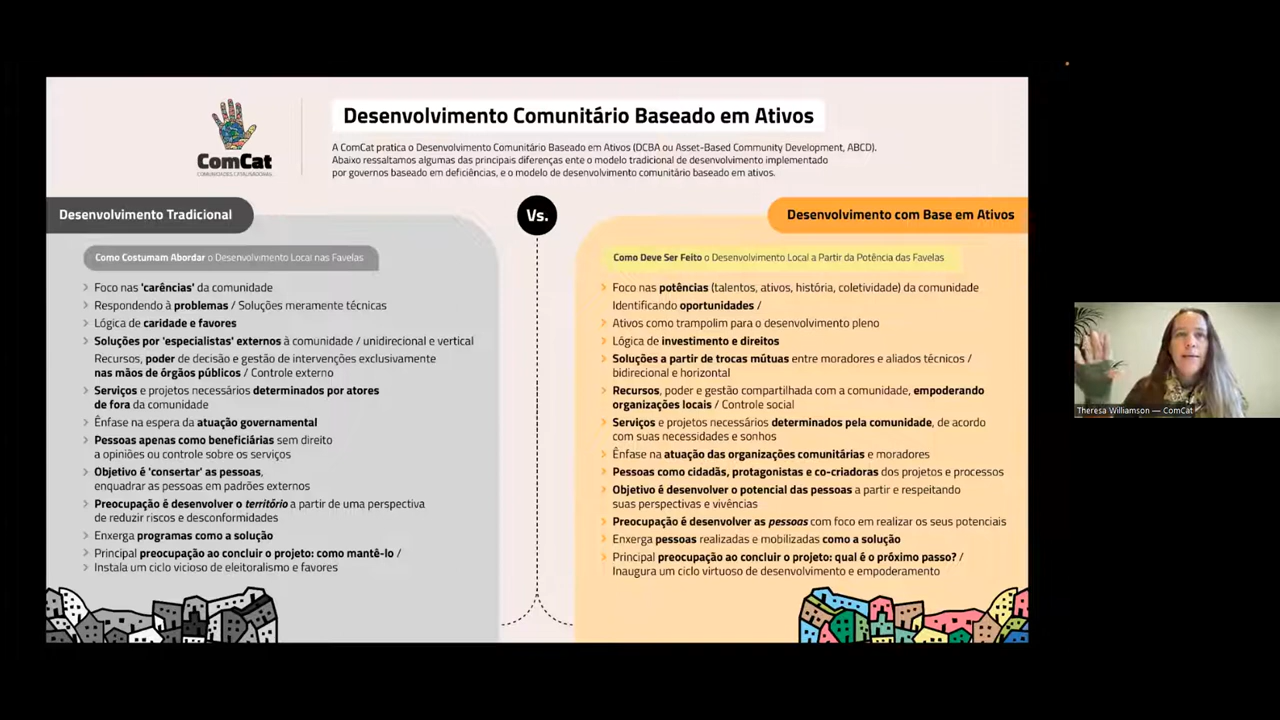 Desenvolvimento Comunitário Baseado em Ativos
ComCat
COMUNIDADES CATALISADORAS
A ComCat pratica o Desenvolvimento Comunitário Baseado em Ativos (DCBA ou Asset-Based Community Development, ABCD).
Abaixo ressaltamos algumas das principais diferenças ente o modelo tradicional de desenvolvimento implementado
por governos baseado em deficiências, e o modelo de desenvolvimento comunitário baseado em ativos.
Desenvolvimento Tradicional
Vs.
Desenvolvimento com Base em Ativos
Como Costumam Abordar o Desenvolvimento Local nas Favelas
Foco nas 'carências' da comunidade
Respondendo à problemas / Soluções meramente técnicas
Lógica de caridade e favores
Soluções por 'especialistas' externos à comunidade / unidirecional e vertical
Recursos, poder de decisão e gestão de intervenções exclusivamente
nas mãos de órgãos públicos / Controle externo
Serviços e projetos necessários determinados por atores
de fora da comunidade
Ênfase na espera da atuação governamental
Pessoas apenas como beneficiárias sem direito
a opiniões ou controle sobre os serviços
Objetivo é 'consertar' as pessoas,
enquadrar as pessoas em padrões externos
Preocupação é desenvolver o território a partir de uma perspectiva
de reduzir riscos e desconformidades
Enxerga programas como a solução
Principal preocupação ao concluir o projeto: como mantê-lo /
Instala um ciclo vicioso de eleitoralismo e favores
Como Deve Ser Feito o Desenvolvimento Local a Partir da Potência das Favelas
Foco nas potências (talentos, ativos, história, coletividade) da comunidade
Identificando oportunidades /
Ativos como trampolim para o desenvolvimento pleno
Lógica de investimento e direitos
Soluções a partir de trocas mútuas entre moradores e aliados técnicos /
bidirecional e horizontal
Recursos, poder e gestão compartilhada com a comunidade, empoderando
organizações locais / Controle social
Serviços e projetos necessários determinados pela comunidade, de acordo
com suas necessidades e sonhos
Ênfase na atuação das organizações comunitárias e moradores
Pessoas como cidadãs, protagonistas e co-criadoras dos projetos e processos
Objetivo é desenvolver o potencial das pessoas a partir e respeitando
suas perspectivas e vivências
Preocupação é desenvolver as pessoas com foco em realizar os seus potenciais
Enxerga pessoas realizadas e mobilizadas como a solução
Principal preocupação ao concluir o projeto: qual é o próximo passo? /
Inaugura um ciclo virtuoso de desenvolvimento e empoderamento
Theresa Williamson — ComCat